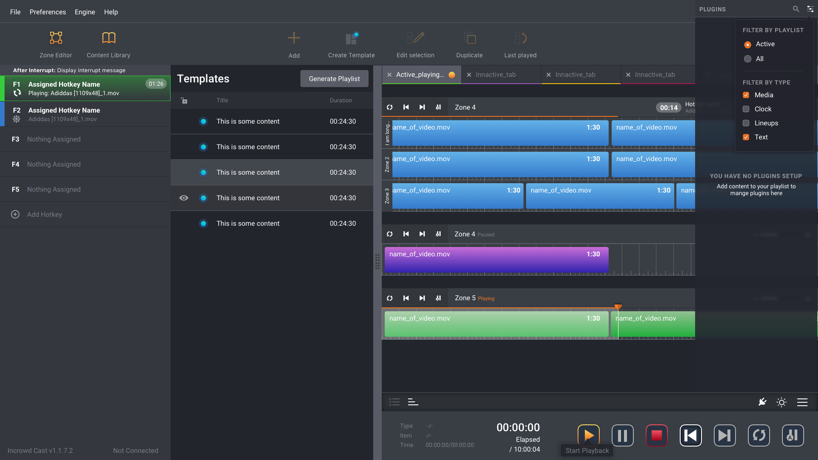 File Preferences Engine Help
PLUGINS
Zone Editor Content Library Add Create Template Edit selection Duplicate Last played
FILTER BY PLAYLIST
Active
All
FILTER BY TYPE
Media
Clock
Lineups
Text
YOU HAVE NO PLUGINS SETUP
Add content to your playlist to
mange plugins here
After Interrupt: Display interrupt message
F1 Assigned Hotkey Name 01:26
Playing: Adiddas [1109x48]_1.mov
F2 Assigned Hotkey Name
Adiddas [1109x48]_1.mov
F3 Nothing Assigned
F4 Nothing Assigned
F5 Nothing Assigned
Add Hotkey
Templates Generate Playlist
Title Duration
This is some content 00:24:30
This is some content 00:24:30
This is some content 00:24:30
This is some content 00:24:30
This is some content 00:24:30
Active_playing... Innactive_tab Innactive_tab Innactive_tab
Zone 4 00:14 Hot
I am long...
name_of_video.mov 1:30 name_of_video.mov
Zone 2
name_of_video.mov 1:30 name_of_video.mov
Zone 3
name_of_video.mov 1:30 name_of_video.mov 1:30 nam
Zone 4 Paused
name_of_video.mov 1:30
Zone 5 Playing
name_of_video.mov 1:30 name_of_video.mov
Type
Item
Time 00:00:00/00:00:00
00:00:00
Elapsed
/ 10:00:04
Start Playback
Incrowd Cast v1.1.7.2 Not Connected